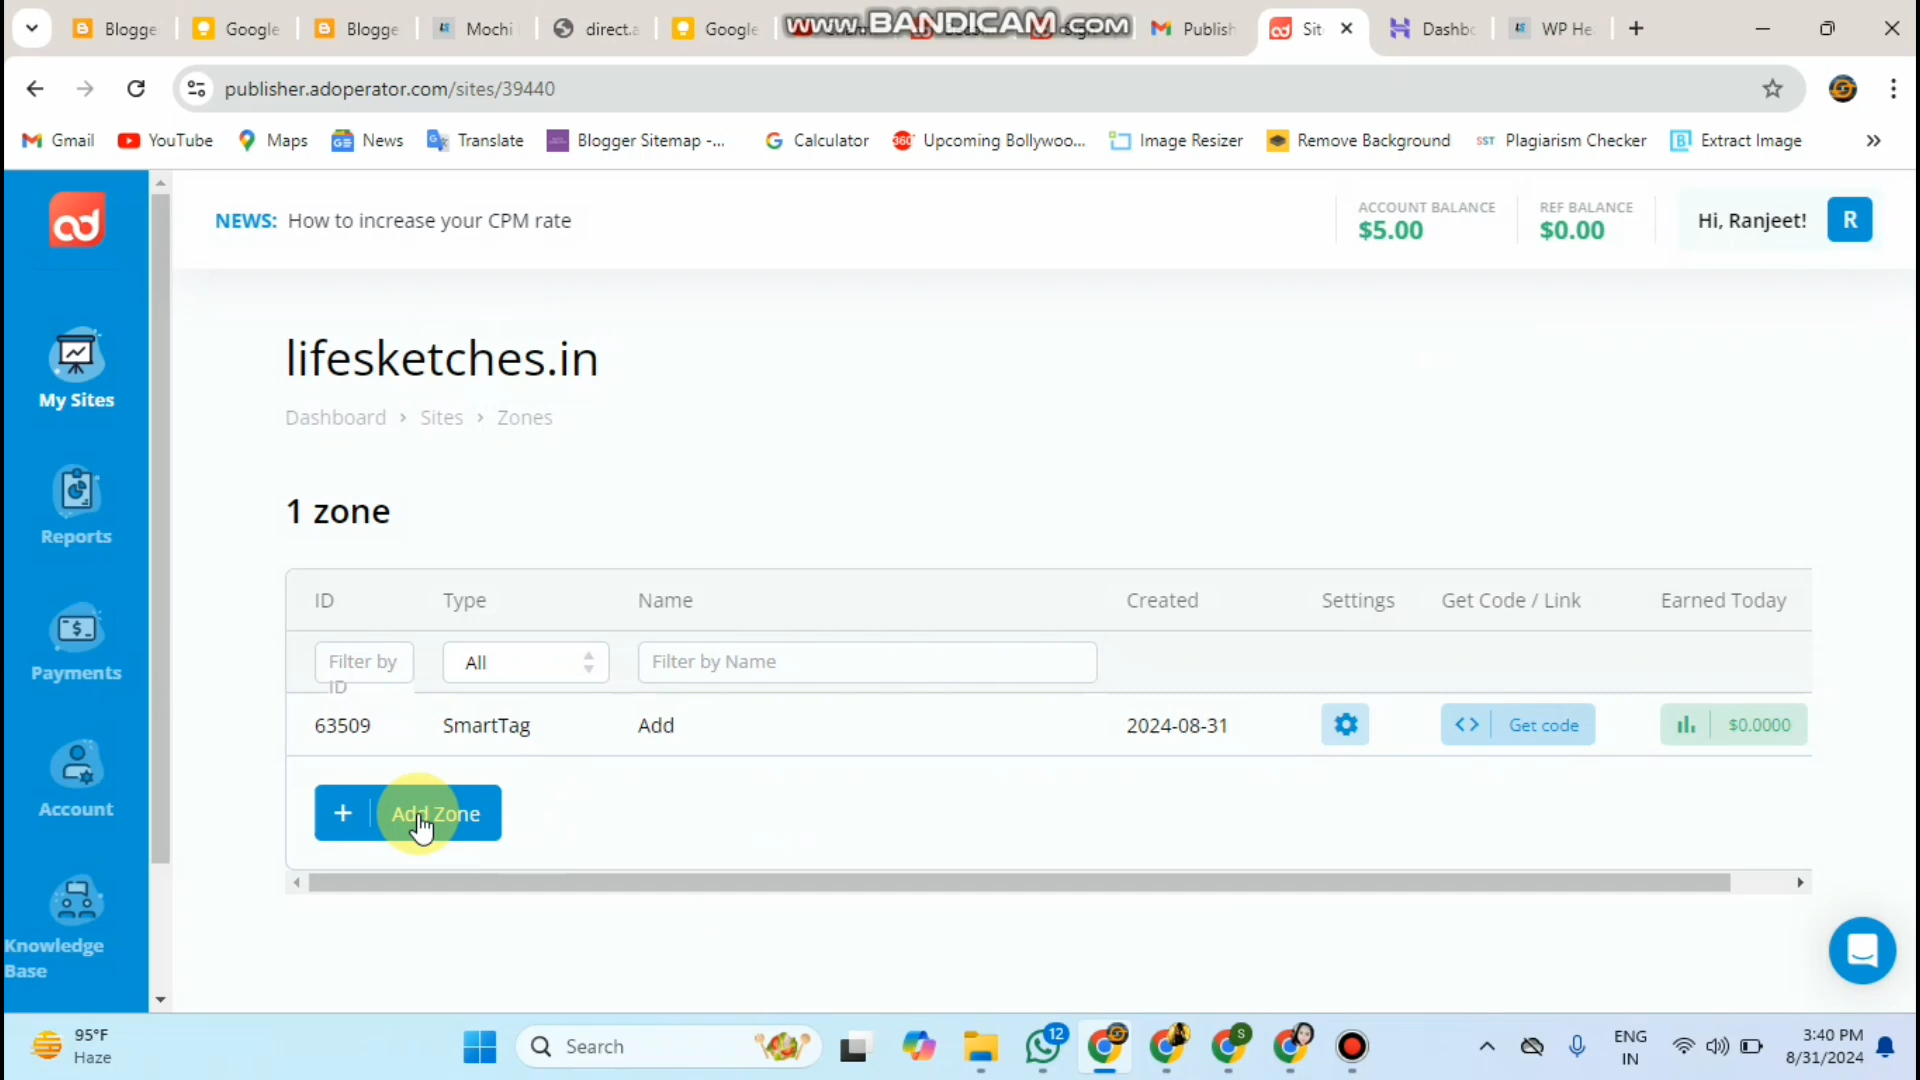 Blogge
Google
Blogge
Mochi
direct.a
Google
www.BANDICAM.com
Publish
Sit
Dashbo
WP He
publisher.adoperator.com/sites/39440
Gmail
YouTube
Maps
News
Translate
Blogger Sitemap -...
Calculator
Upcoming Bollywoo...
Image Resizer
Remove Background
SST Plagiarism Checker
Extract Image
»
NEWS: How to increase your CPM rate
ACCOUNT BALANCE
$5.00
REF BALANCE
$0.00
Hi, Ranjeet!
R
ad
My Sites
Reports
Payments
Account
Knowledge
Base
lifesketches.in
Dashboard > Sites > Zones
1 zone
ID Type Name Created Settings Get Code / Link Earned Today
Filter by ID
All
Filter by Name
63509 SmartTag Add 2024-08-31 Get code $0.0000
+ Add Zone
95°F
Haze
Search
12
S
ENG
IN
3:40 PM
8/31/2024